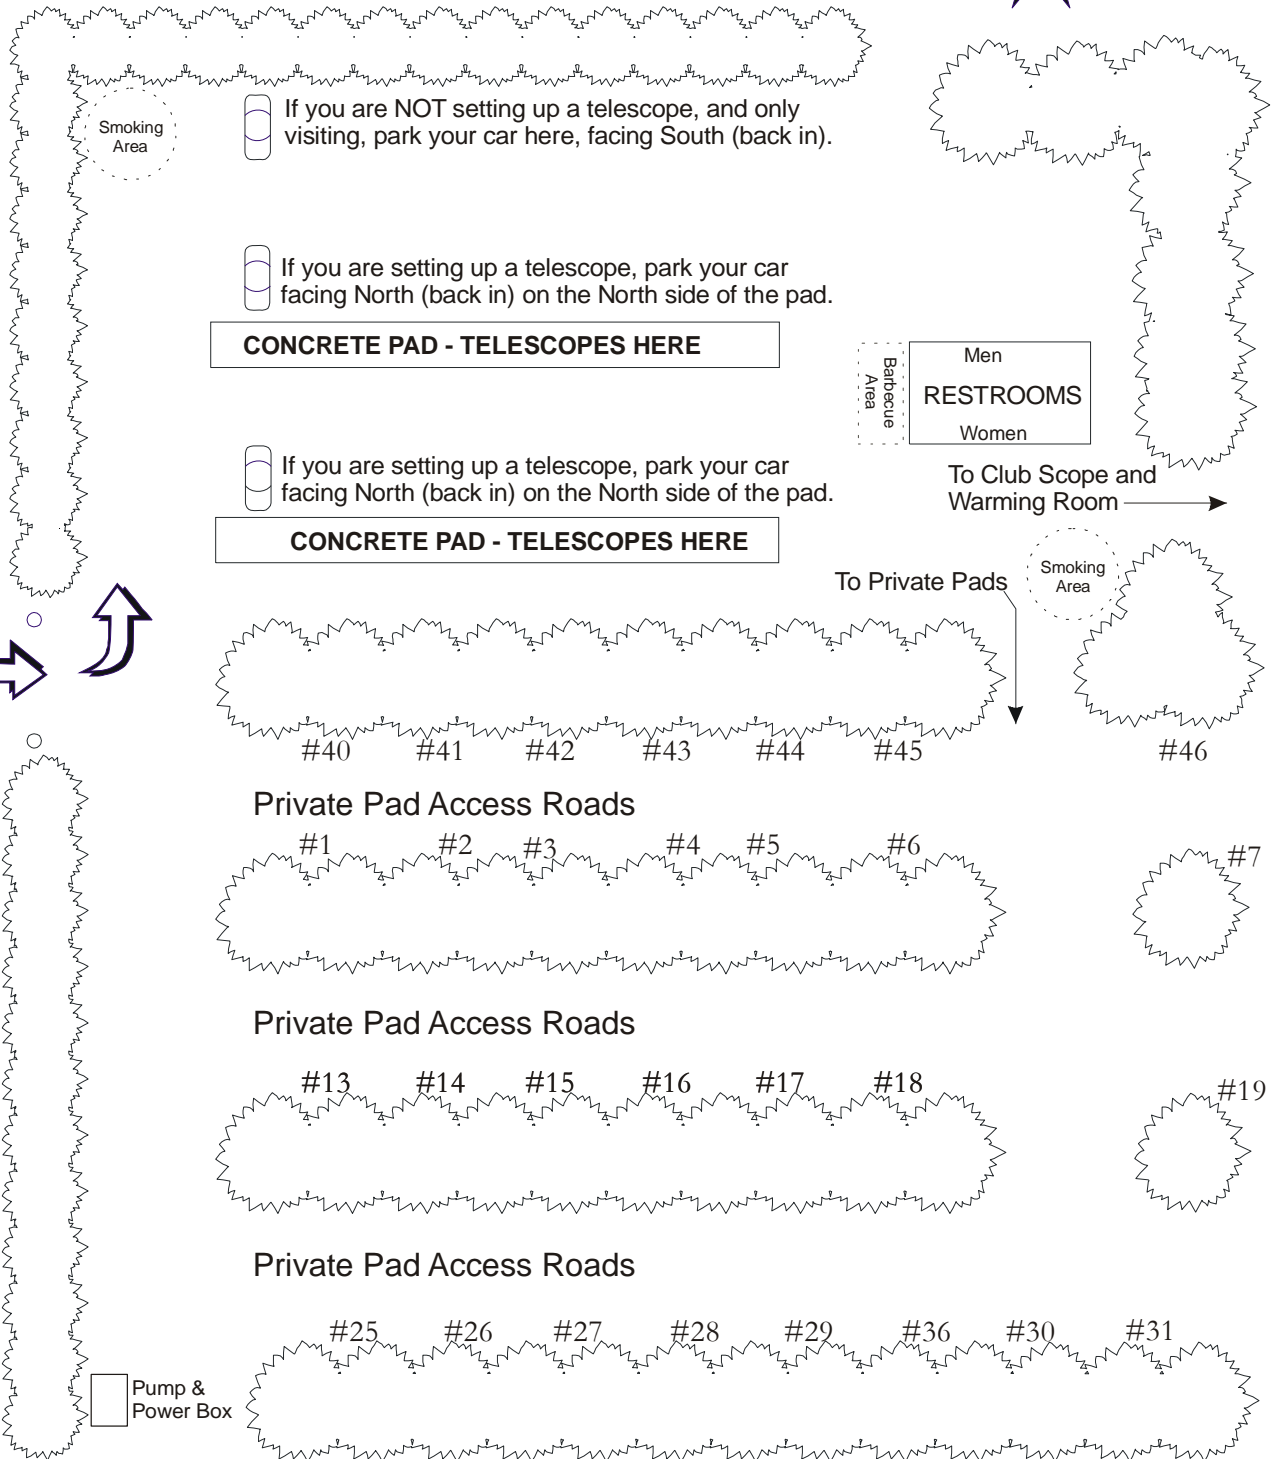 If you are NOT setting up a telescope, and only
visiting, park your car here, facing South (back in).
Smoking
Area
If you are setting up a telescope, park your car
facing North (back in) on the North side of the pad.
CONCRETE PAD - TELESCOPES HERE
Men
RESTROOMS
Women
Barbecue
Area
If you are setting up a telescope, park your car
facing North (back in) on the North side of the pad.
To Club Scope and
Warming Room
CONCRETE PAD - TELESCOPES HERE
Smoking
Area
To Private Pads
#40 #41 #42 #43 #44 #45 #46
Private Pad Access Roads
#1 #2 #3 #4 #5 #6 #7
Private Pad Access Roads
#13 #14 #15 #16 #17 #18 #19
Private Pad Access Roads
#25 #26 #27 #28 #29 #36 #30 #31
Pump &
Power Box